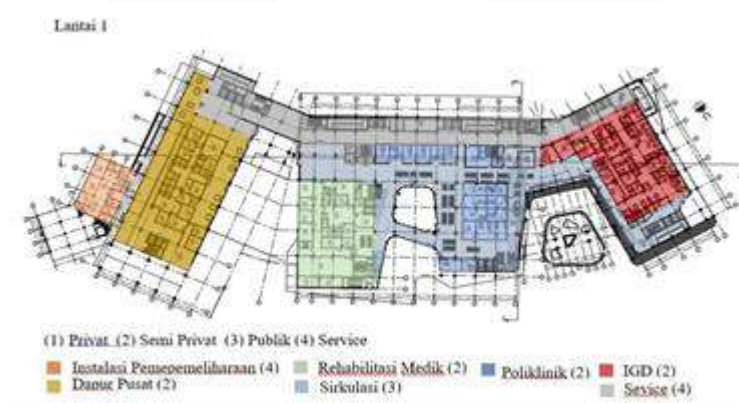 Lantai 1
(1) Privat (2) Semi Privat (3) Publik (4) Service
Instalasi Pemepemeliharaan (4)
Rehabilitasi Medik (2)
Poliklinik (2)
IGD (2)
Dapur Pusat (2)
Sirkulasi (3)
Sevice (4)